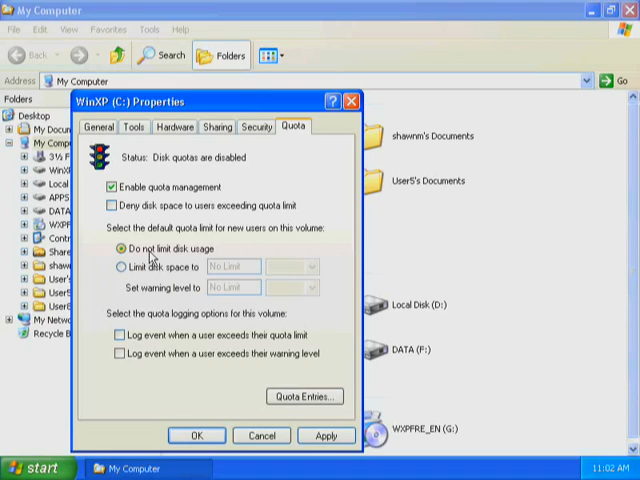 My Computer
File Edit View Favorites Tools Help
Back Search Folders
Address My Computer Go
Folders
Desktop
My Docu
My Comp
3½ F
WinX
Local
APPS
DATA
WXPF
Contr
Share
shawn
User'
User5
User8
My Netwo
Recycle B
WinXP (C:) Properties
General Tools Hardware Sharing Security Quota
Status: Disk quotas are disabled
Enable quota management
Deny disk space to users exceeding quota limit
Select the default quota limit for new users on this volume:
Do not limit disk usage
Limit disk space to No Limit
Set warning level to No Limit
Select the quota logging options for this volume:
Log event when a user exceeds their quota limit
Log event when a user exceeds their warning level
Quota Entries...
OK Cancel Apply
shawnm's Documents
User5's Documents
Local Disk (D:)
DATA (F:)
WXPFRE_EN (G:)
start My Computer 11:02 AM